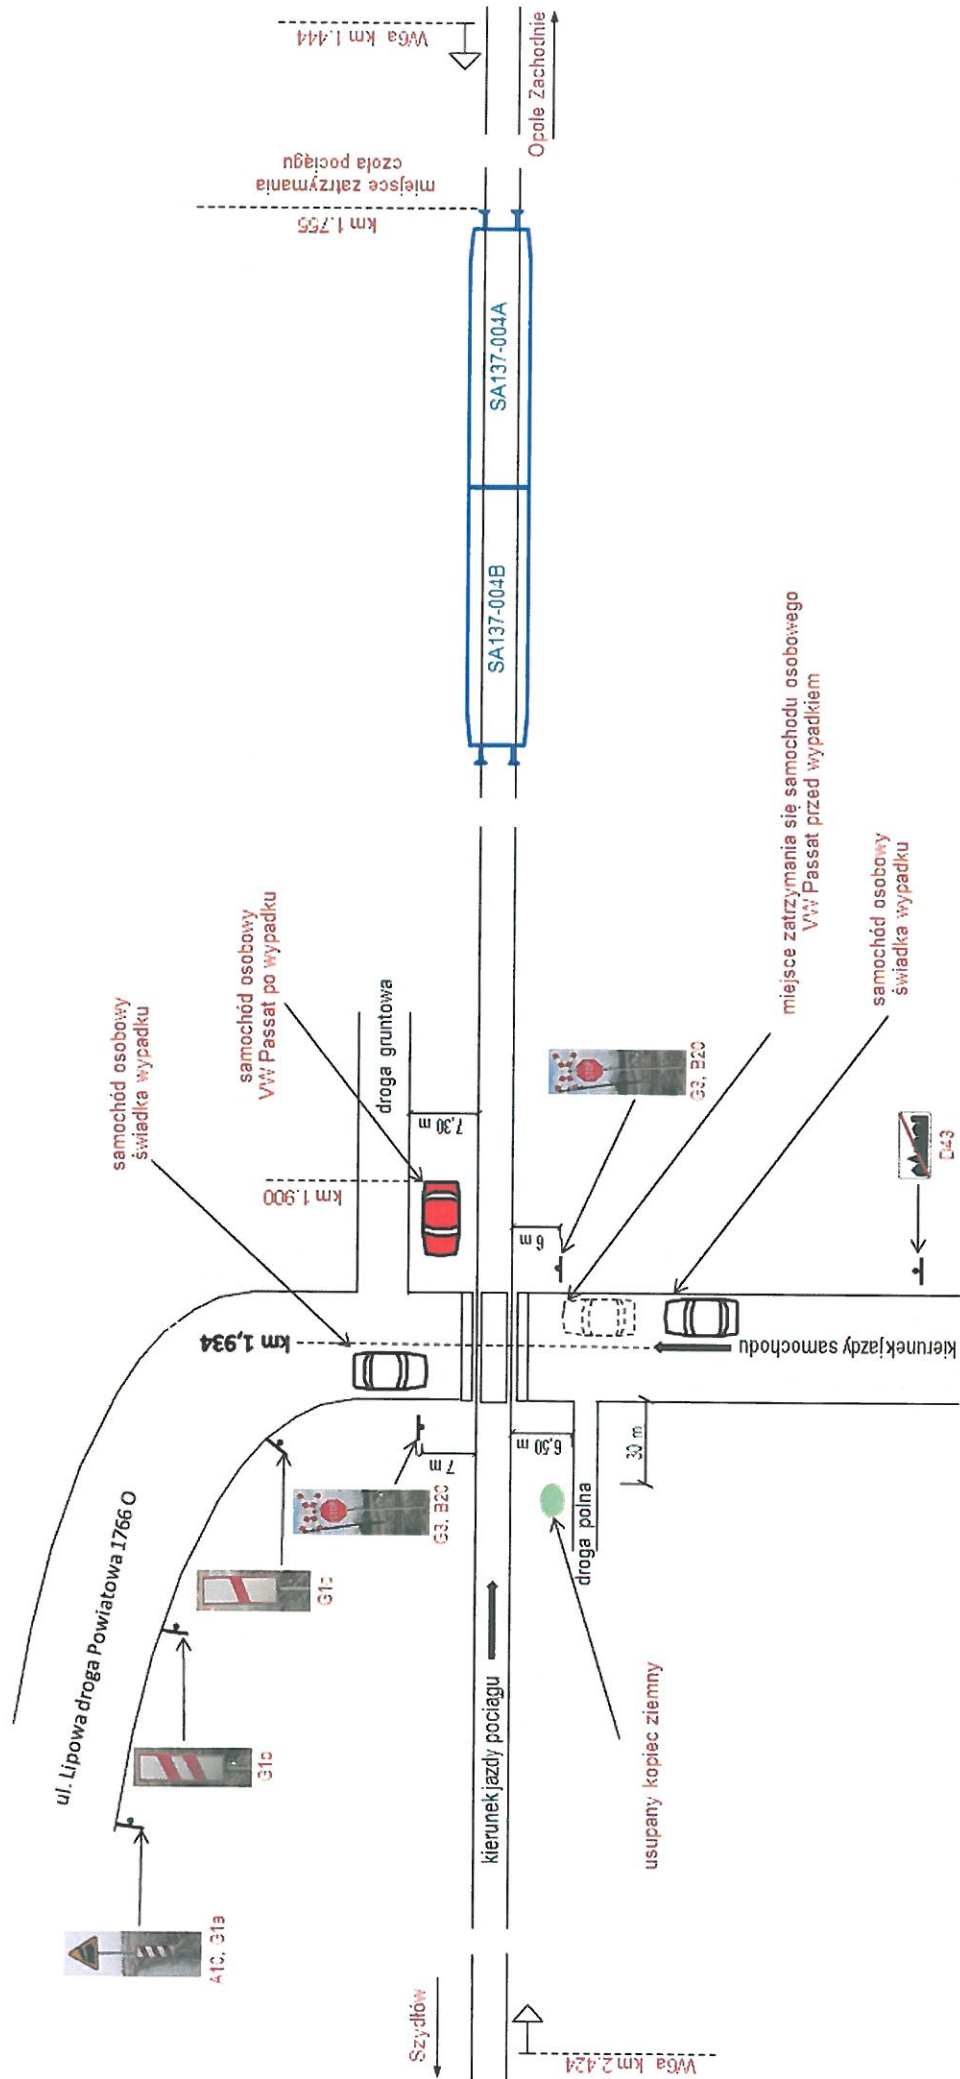 W6a km 1.444
Opole Zachodnie
miejsce zatrzymania
czoła pociągu
km 1.755
SA137-004A
SA137-004B
samochód osobowy
świadka wypadku
samochód osobowy
VW Passat po wypadku
droga gruntowa
7,30 m
km 1.900
km 1,934
G3, B20
STOP
6 m
miejsce zatrzymania się samochodu osobowego
VW Passat przed wypadkiem
samochód osobowy
świadka wypadku
D43
kierunek jazdy samochodu
ul. Lipowa droga Powiatowa 1766 O
G1c
G1b
A10, G1a
G3, B20
STOP
7 m
6,50 m
30 m
droga polna
kierunek jazdy pociągu
usupany kopiec ziemny
Szydłów
W6a km 2.424